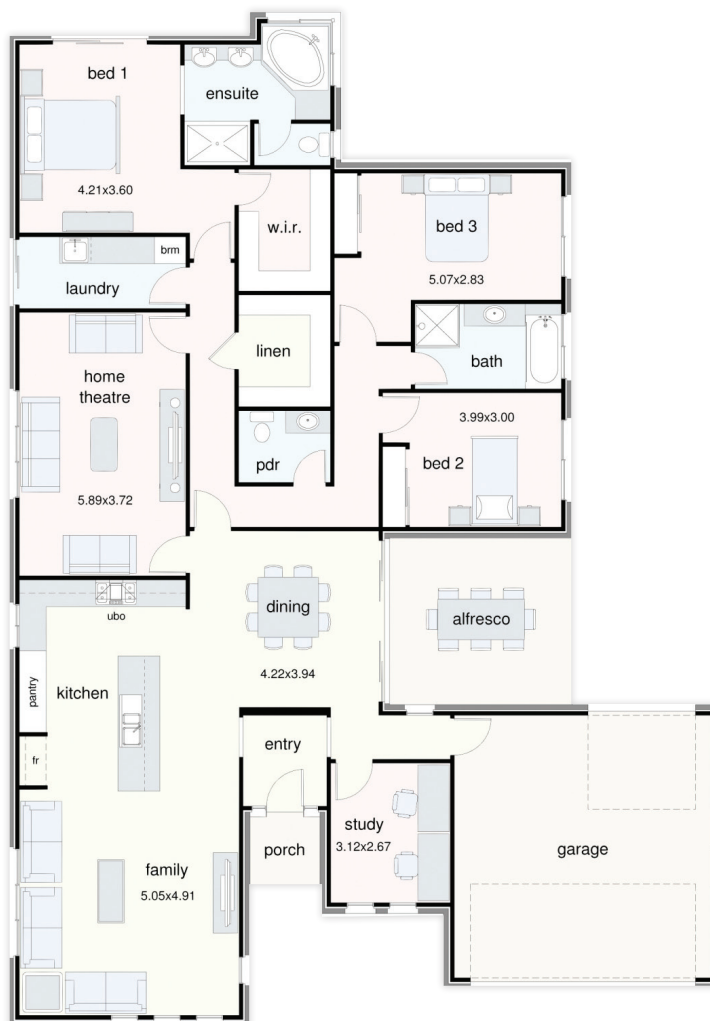 bed 1
4.21x3.60
ensuite
w.i.r.
bed 3
5.07x2.83
brm
laundry
linen
bath
home
theatre
5.89x3.72
pdr
3.99x3.00
bed 2
ubo
dining
4.22x3.94
alfresco
pantry
kitchen
fr
entry
study
3.12x2.67
porch
garage
family
5.05x4.91